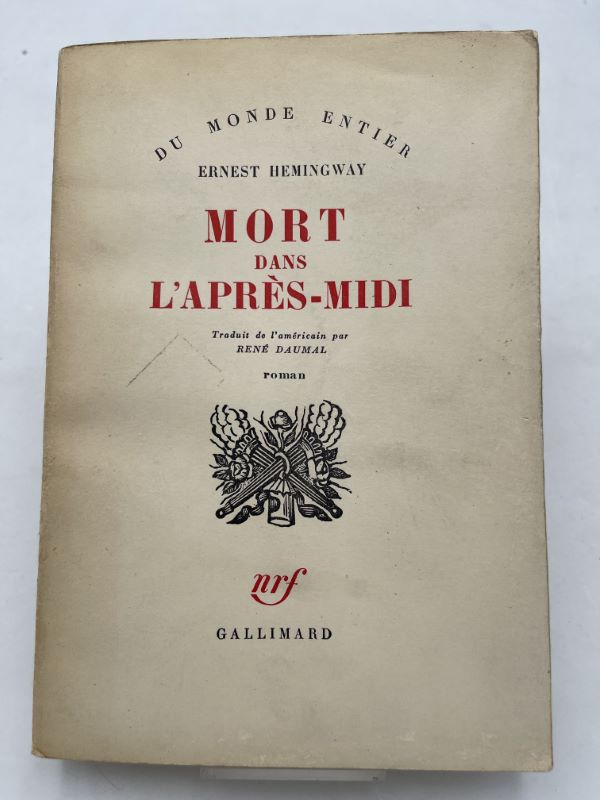 DU MONDE ENTIER
ERNEST HEMINGWAY
MORT
DANS
L'APRÈS-MIDI
Traduit de l'américain par
RENÉ DAUMAL
roman
nrf
GALLIMARD